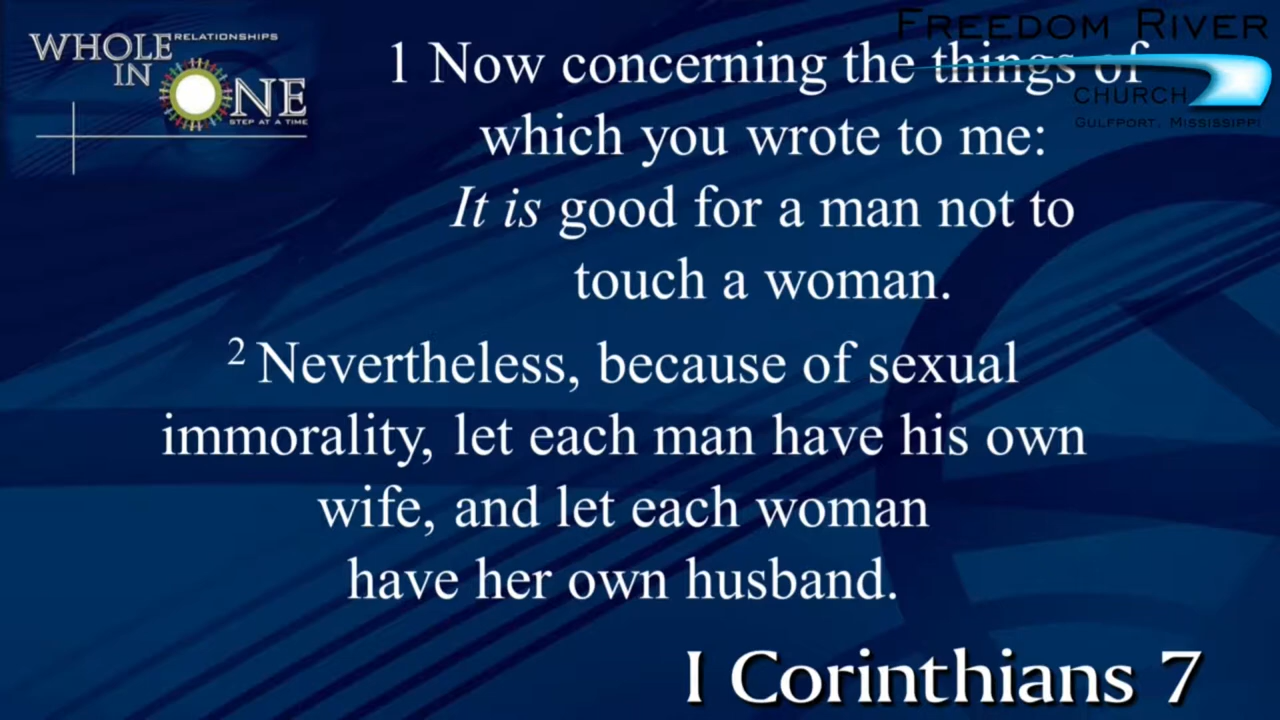 WHOLE RELATIONSHIPS
IN ONE
STEP AT A TIME
FREEDOM RIVER
CHURCH
GULFPORT, MISSISSIPPI
1 Now concerning the things of
which you wrote to me:
It is good for a man not to
touch a woman.
2 Nevertheless, because of sexual
immorality, let each man have his own
wife, and let each woman
have her own husband.
I Corinthians 7